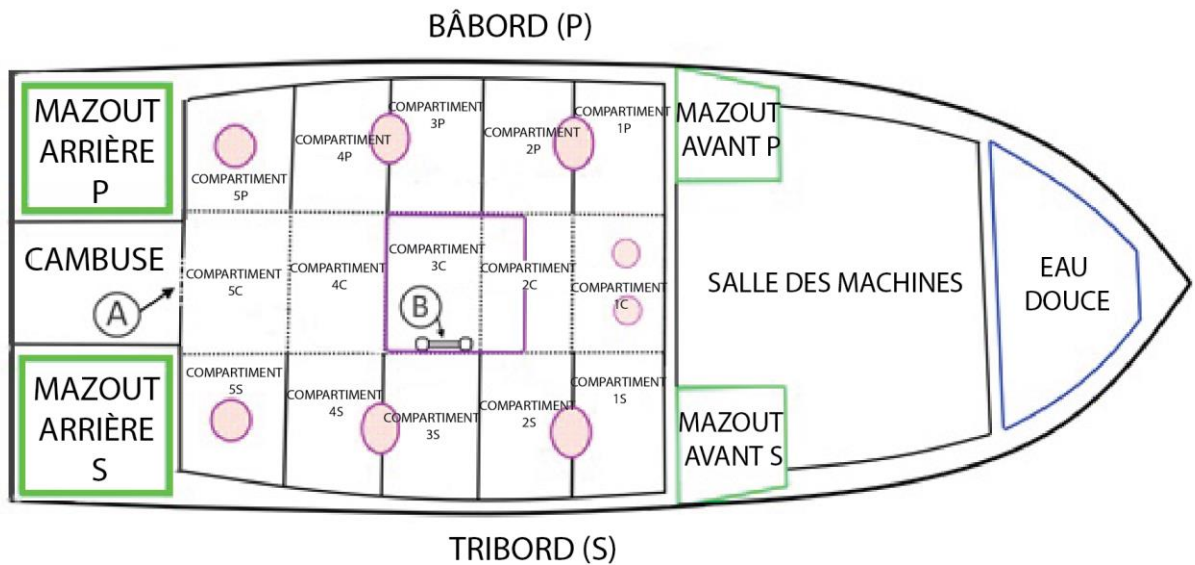 BÂBORD (P)
MAZOUT
ARRIÈRE
P
COMPARTIMENT
5P
COMPARTIMENT
4P
COMPARTIMENT
3P
COMPARTIMENT
2P
COMPARTIMENT
1P
MAZOUT
AVANT P
CAMBUSE
A
COMPARTIMENT
5C
COMPARTIMENT
4C
COMPARTIMENT
3C
B
COMPARTIMENT
2C
COMPARTIMENT
1C
SALLE DES MACHINES
EAU
DOUCE
MAZOUT
ARRIÈRE
S
COMPARTIMENT
5S
COMPARTIMENT
4S
COMPARTIMENT
3S
COMPARTIMENT
2S
COMPARTIMENT
1S
MAZOUT
AVANT S
TRIBORD (S)